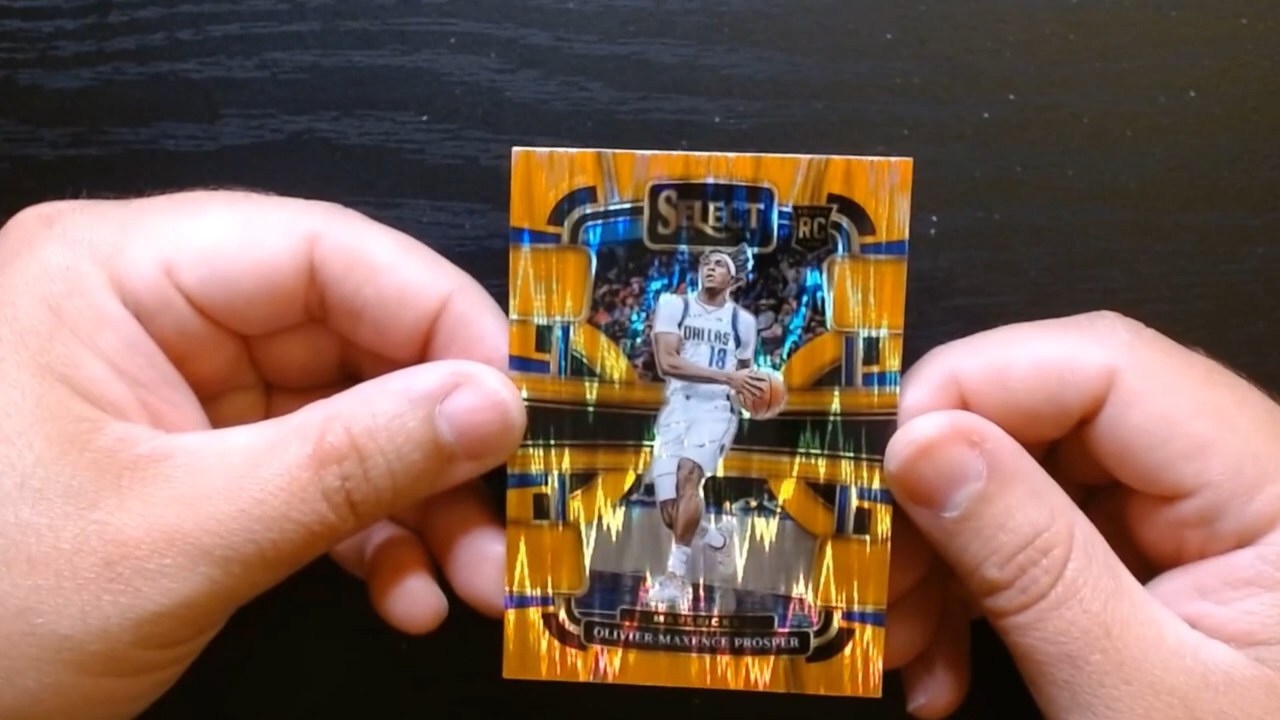 SELECT
RC
DALLAS
18
MAVERICKS
OLIVIER-MAXENCE PROSPER